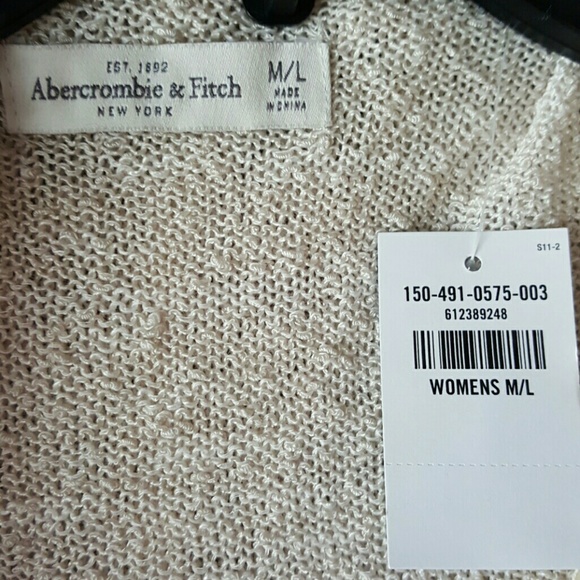 EST. 1892
Abercrombie & Fitch
NEW YORK
M/L
MADE
IN CHINA
S11-2
150-491-0575-003
612389248
WOMENS M/L